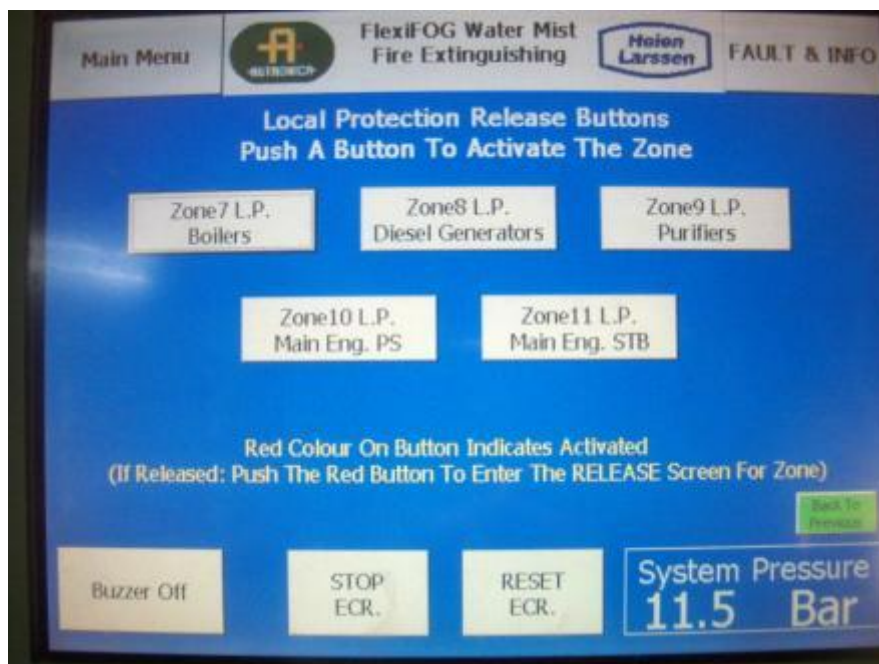 Main Menu
AUTRONICA
FlexiFOG Water Mist
Fire Extinguishing
Heien
Larssen
FAULT & INFO
Local Protection Release Buttons
Push A Button To Activate The Zone
Zone7 L.P.
Boilers
Zone8 L.P.
Diesel Generators
Zone9 L.P.
Purifiers
Zone10 L.P.
Main Eng. PS
Zone11 L.P.
Main Eng. STB
Red Colour On Button Indicates Activated
(If Released: Push The Red Button To Enter The RELEASE Screen For Zone)
Back To
Previous
Buzzer Off
STOP
ECR.
RESET
ECR.
System Pressure
11.5 Bar